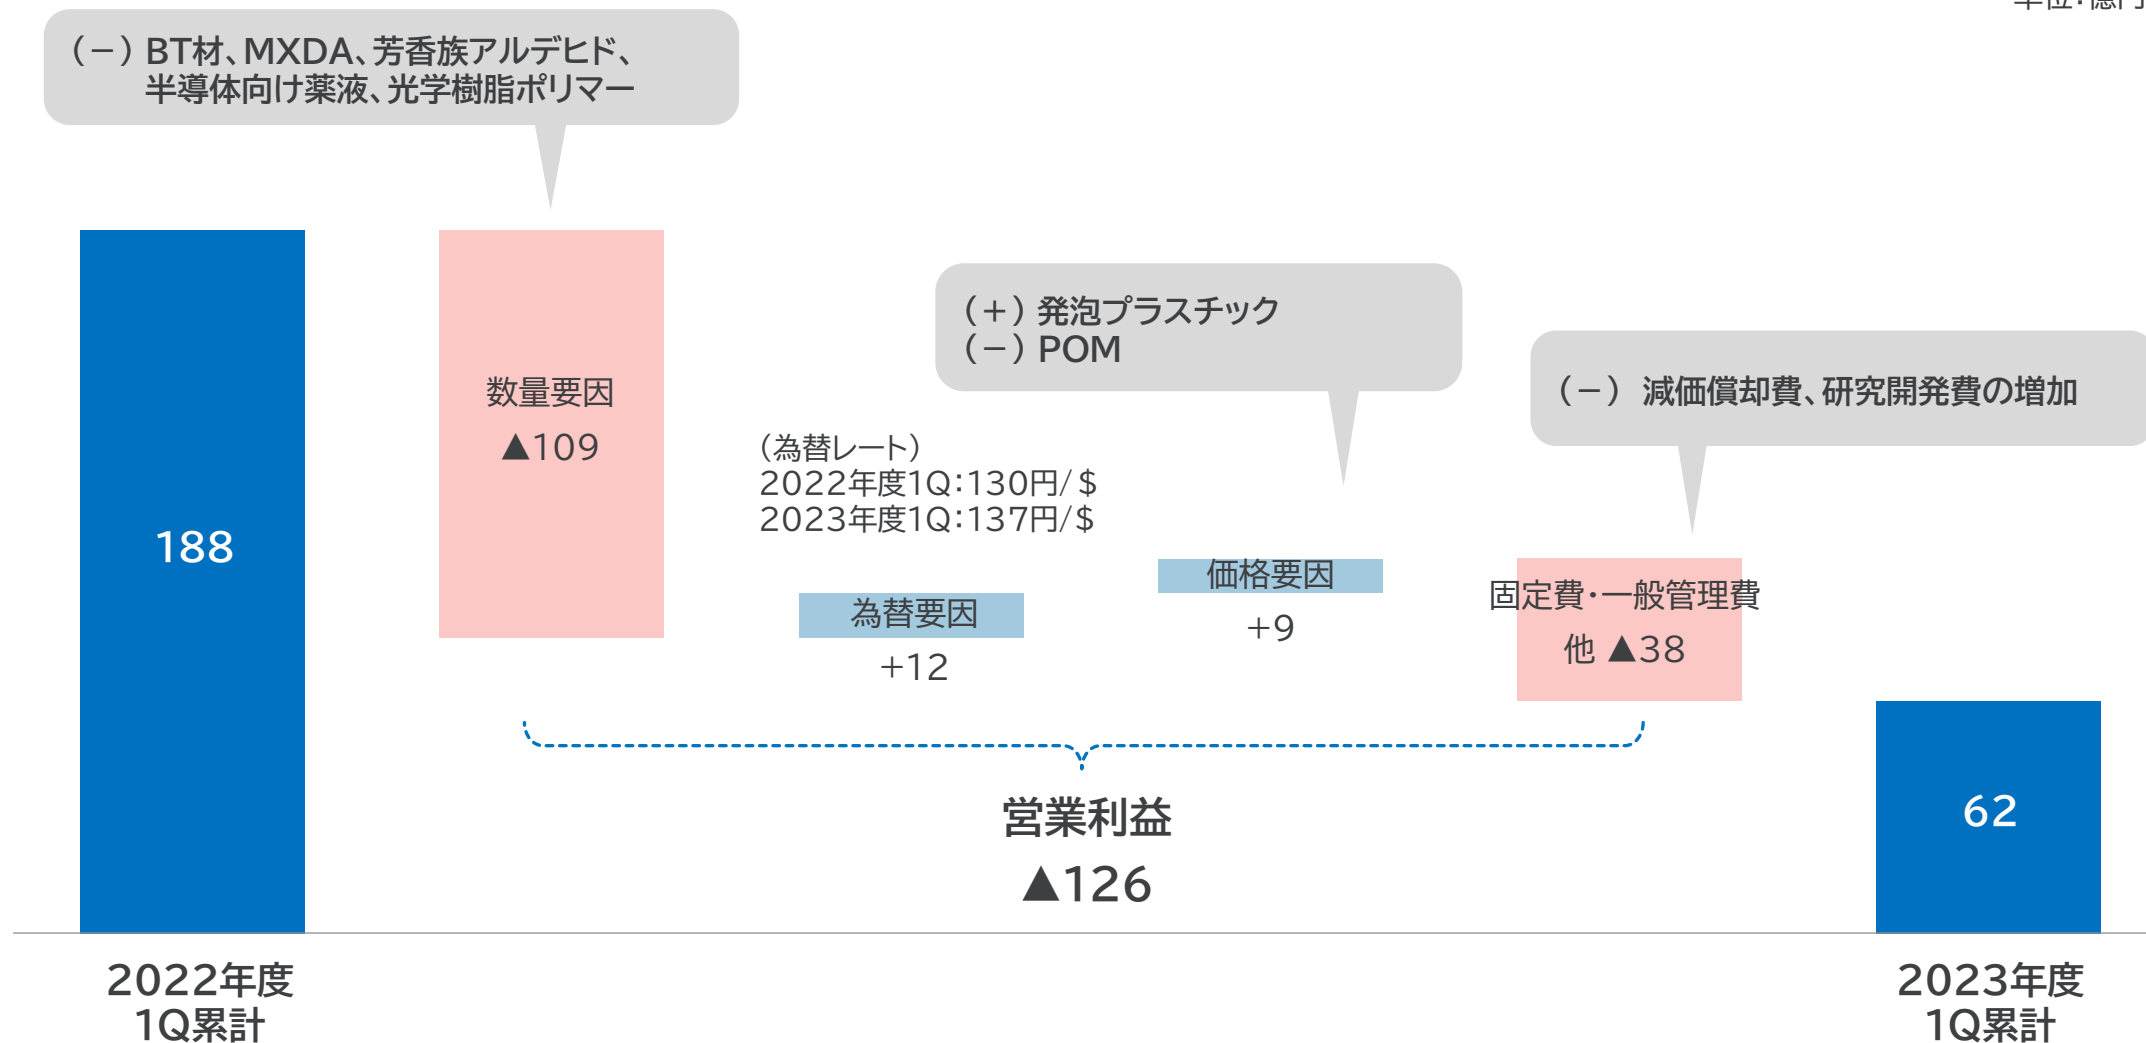 単位：億円
（－）BT材、MXDA、芳香族アルデヒド、
半導体向け薬液、光学樹脂ポリマー
188
数量要因
▲109
（為替レート）
2022年度1Q：130円/＄
2023年度1Q：137円/＄
為替要因
＋12
（＋）発泡プラスチック
（－）POM
価格要因
＋9
（－） 減価償却費、研究開発費の増加
固定費・一般管理費
他 ▲38
営業利益
▲126
62
2022年度
1Q累計
2023年度
1Q累計